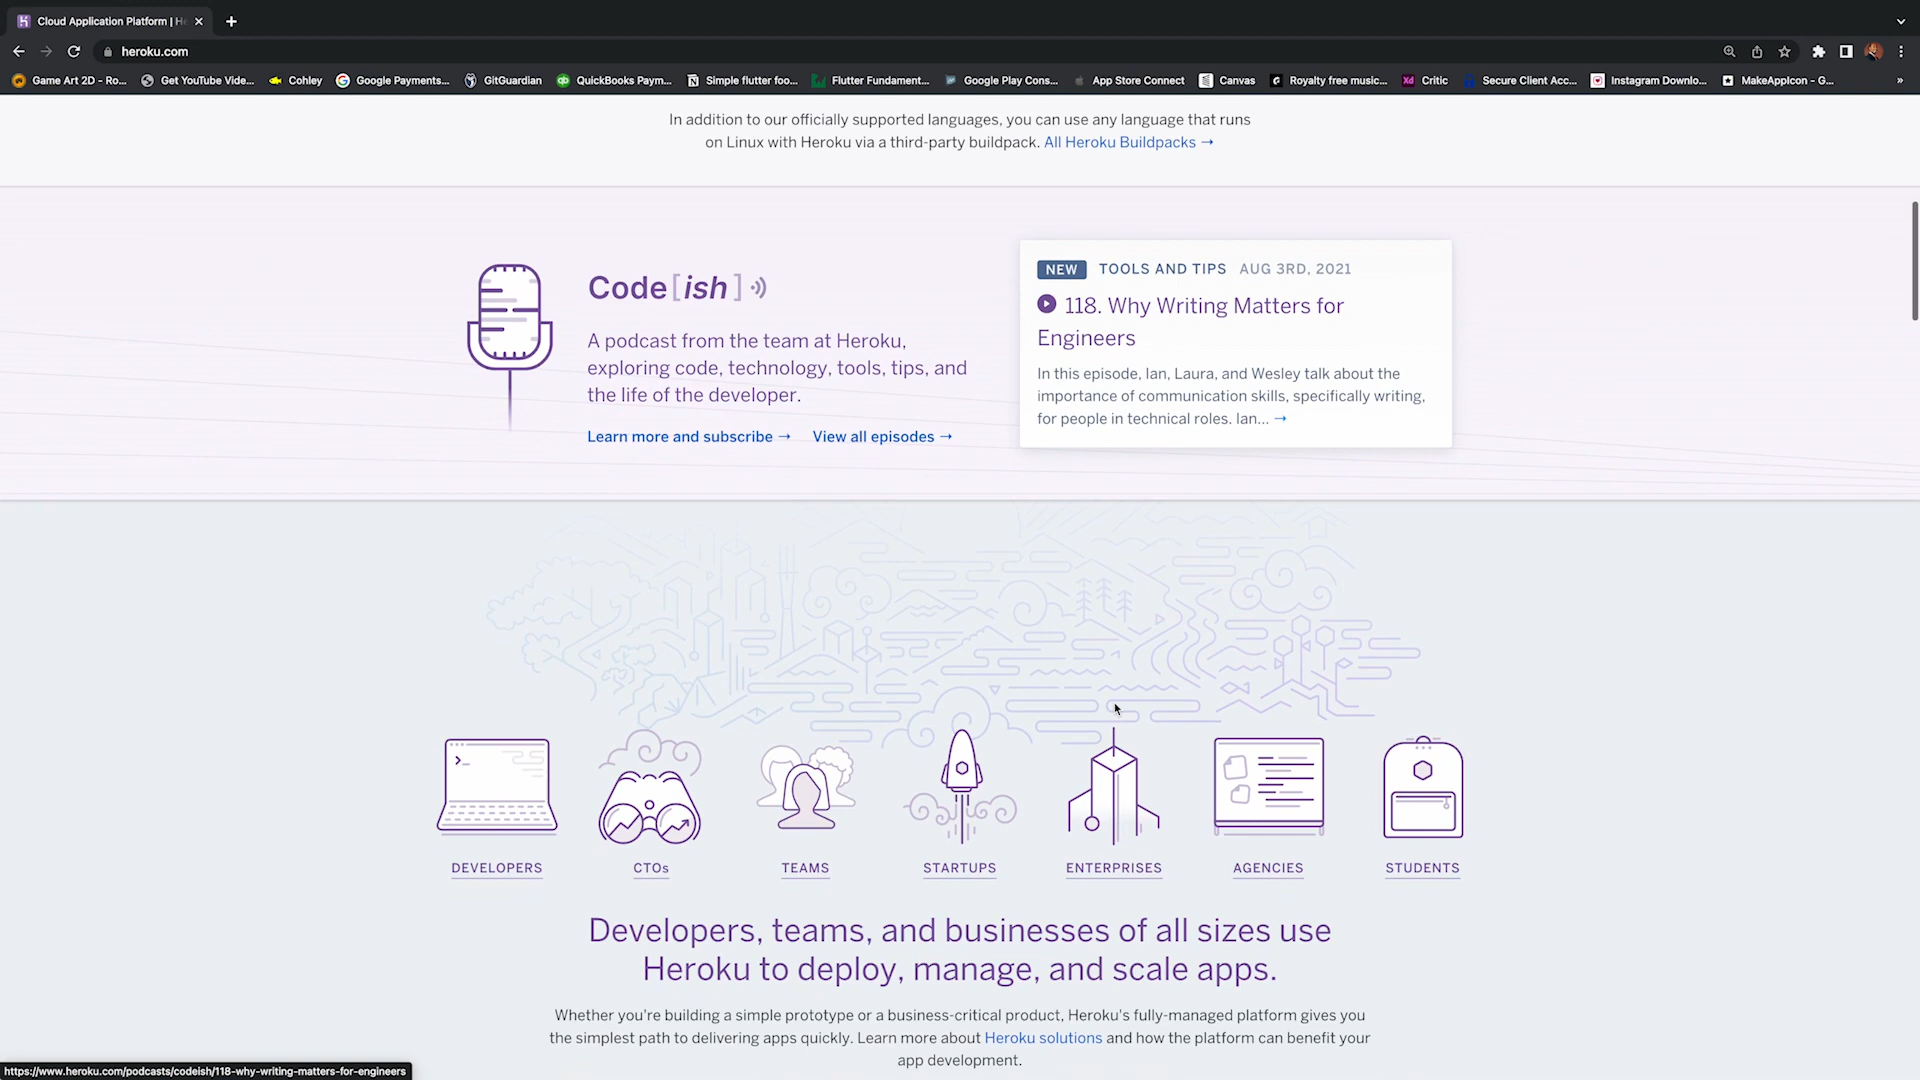 Cloud Application Platform | He
heroku.com
Game Art 2D - Ro...
Get YouTube Vide...
Cohley
Google Payments...
GitGuardian
QuickBooks Paym...
Simple flutter foo...
Flutter Fundament...
Google Play Cons...
App Store Connect
Canvas
Royalty free music...
Xd Critic
Secure Client Acc...
Instagram Downlo...
MakeAppIcon - G...
»
In addition to our officially supported languages, you can use any language that runs
on Linux with Heroku via a third-party buildpack. All Heroku Buildpacks →
Code[ish]
A podcast from the team at Heroku,
exploring code, technology, tools, tips, and
the life of the developer.
Learn more and subscribe → View all episodes →
NEW TOOLS AND TIPS AUG 3RD, 2021
118. Why Writing Matters for
Engineers
In this episode, Ian, Laura, and Wesley talk about the
importance of communication skills, specifically writing,
for people in technical roles. Ian... →
DEVELOPERS
CTOs
TEAMS
STARTUPS
ENTERPRISES
AGENCIES
STUDENTS
Developers, teams, and businesses of all sizes use
Heroku to deploy, manage, and scale apps.
Whether you're building a simple prototype or a business-critical product, Heroku's fully-managed platform gives you
the simplest path to delivering apps quickly. Learn more about Heroku solutions and how the platform can benefit your
app development.
https://www.heroku.com/podcasts/codeish/118-why-writing-matters-for-engineers